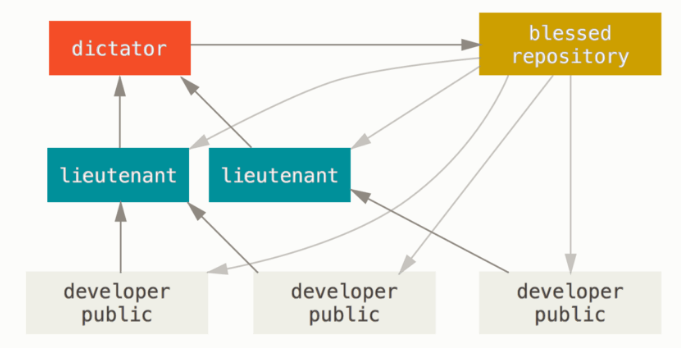 dictator
blessed
repository
lieutenant
lieutenant
developer
public
developer
public
developer
public